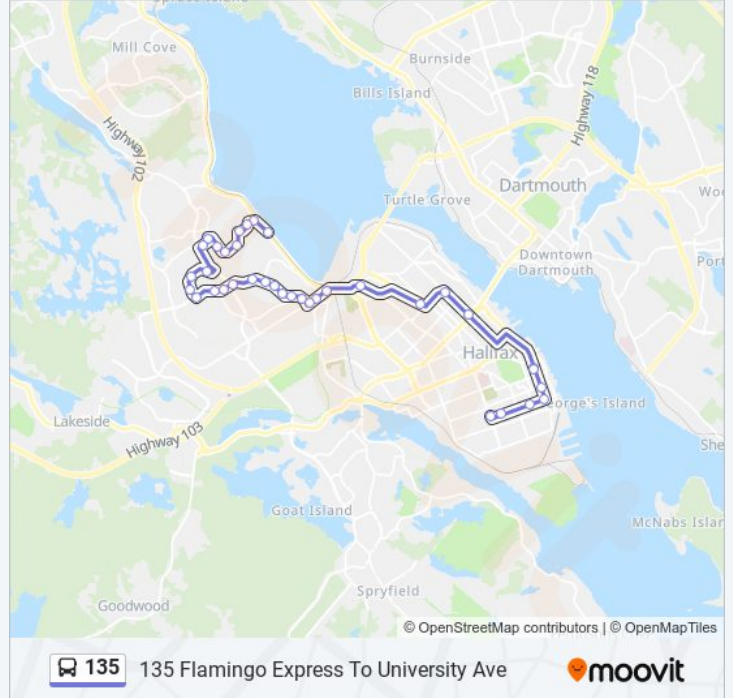 Mill Cove
Burnside
Bills Island
Highway 118
Highway 102
Dartmouth
Turtle Grove
Downtown
Dartmouth
Halifax
George's Island
Lakeside
Highway 103
Goat Island
McNabs Islan
Spryfield
Goodwood
Woo
Port
She
© OpenStreetMap contributors | © OpenMapTiles
135 135 Flamingo Express To University Ave
moovit